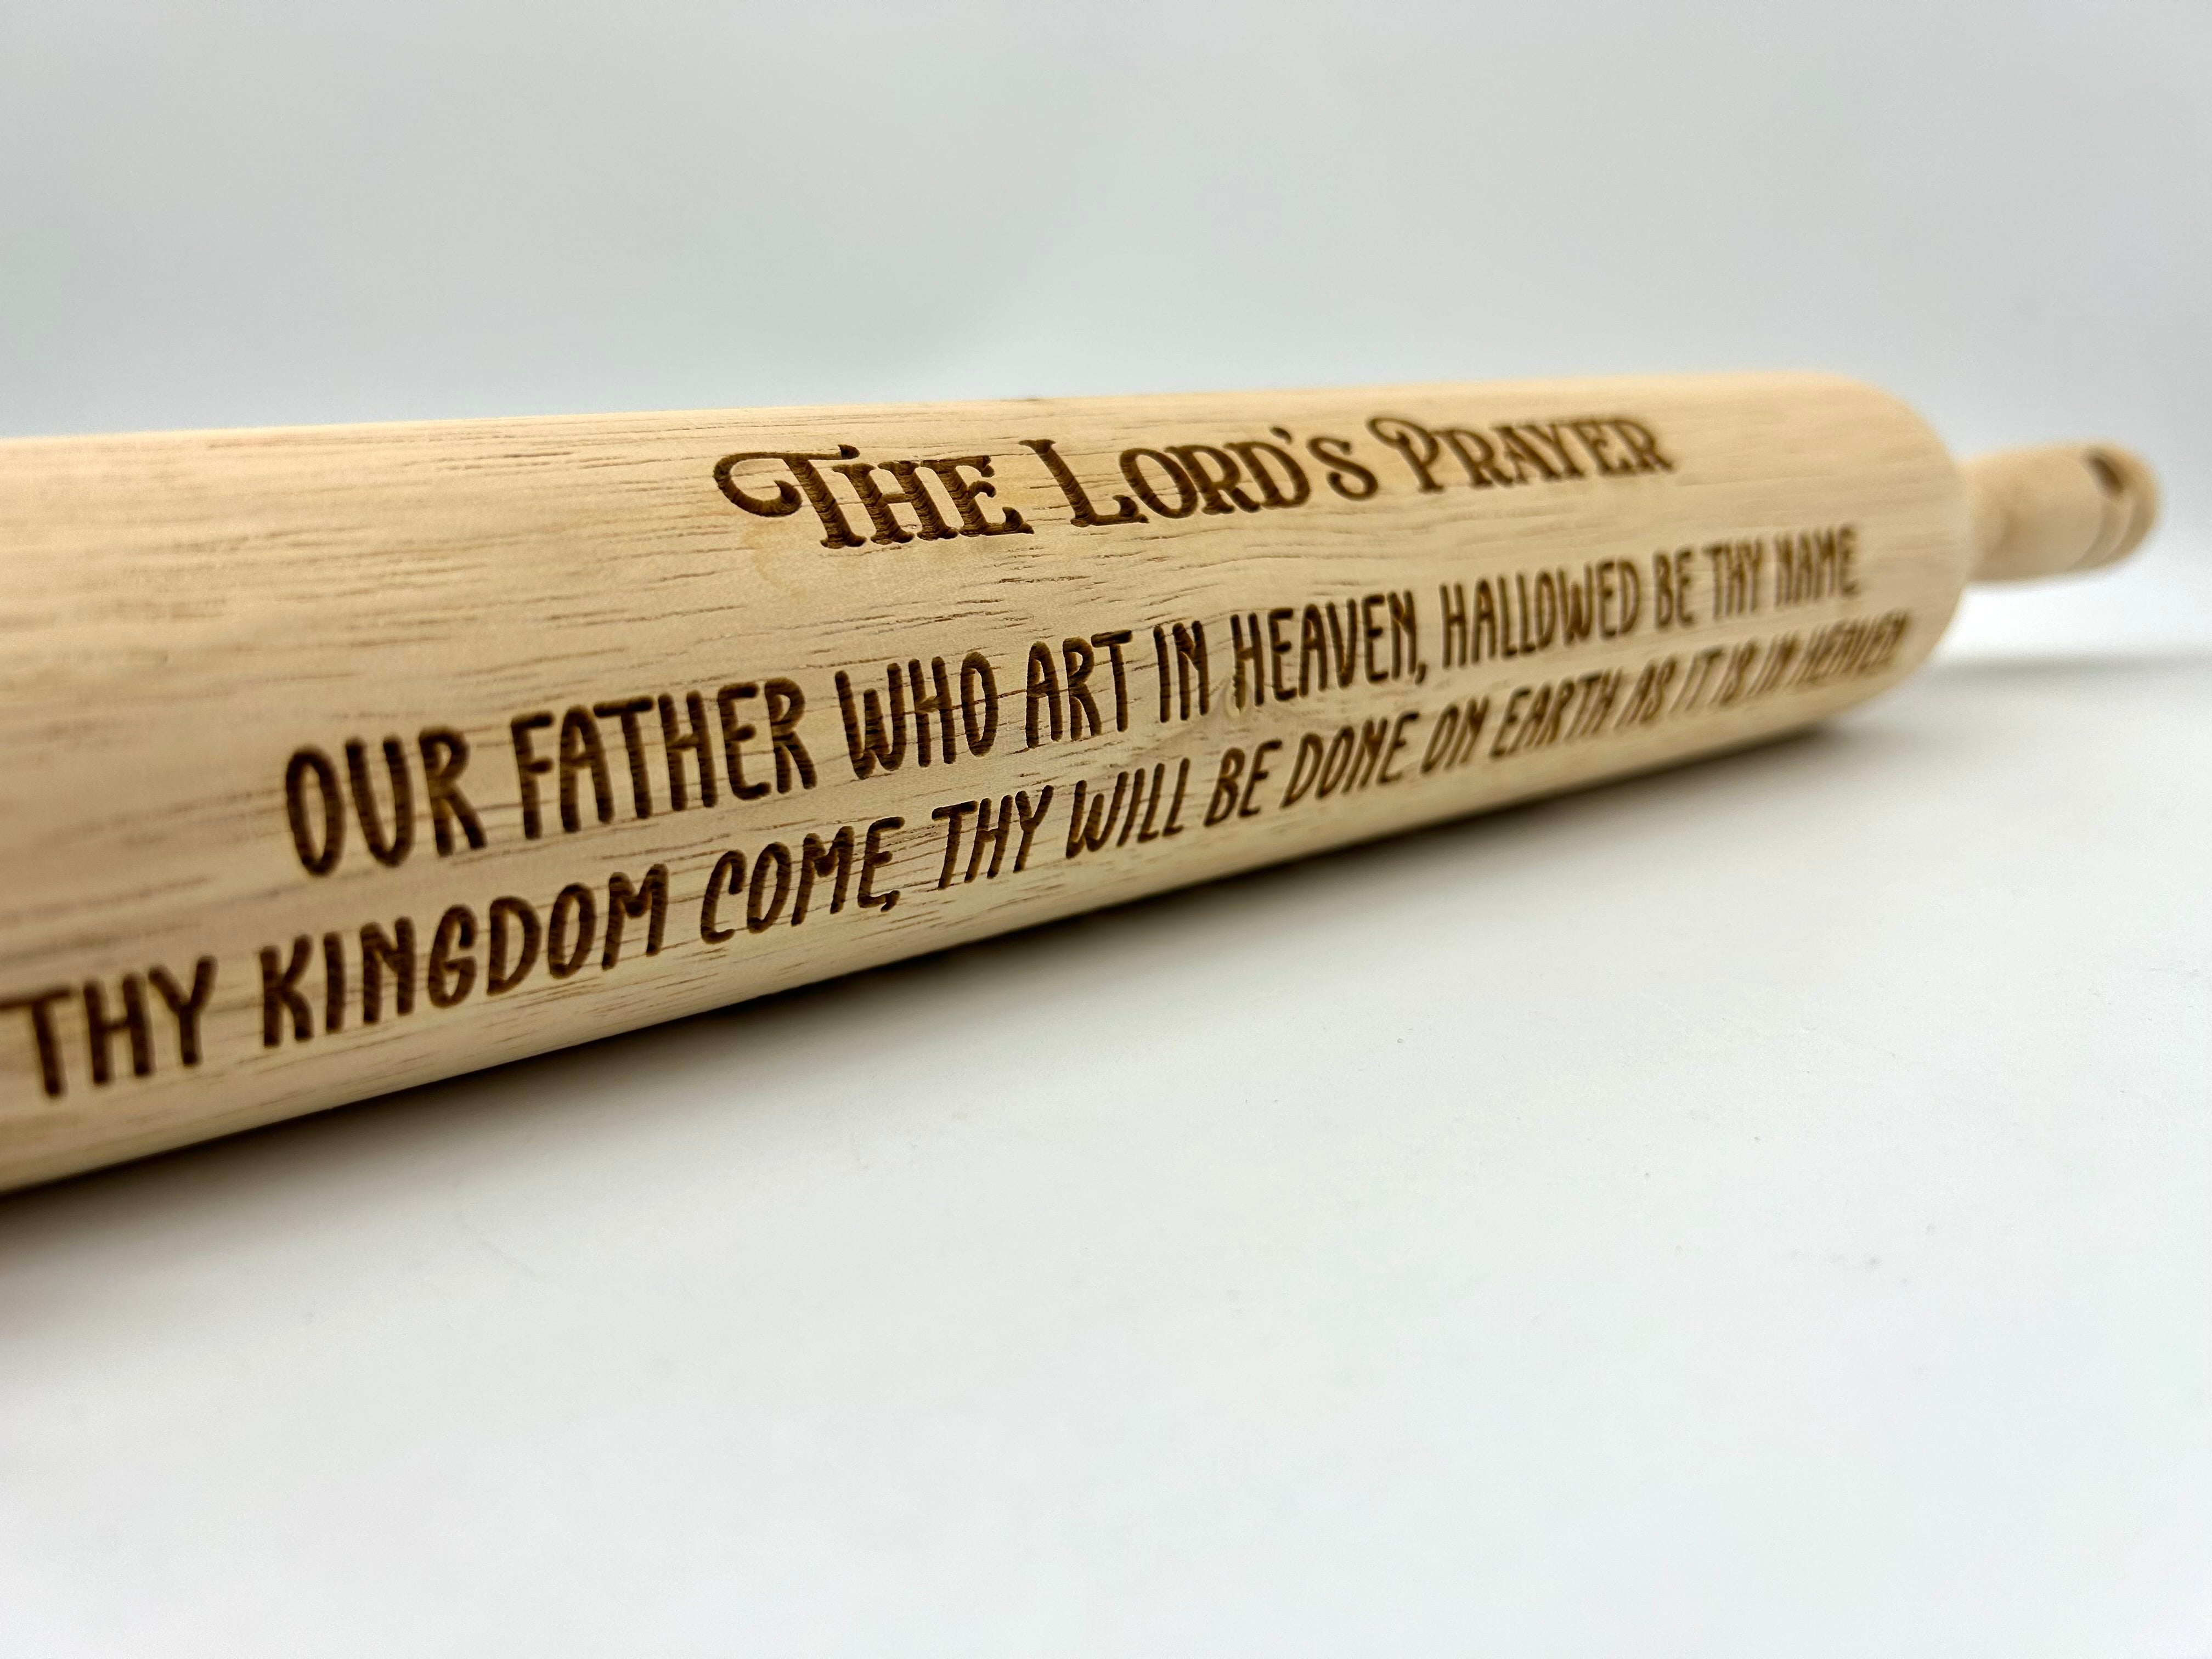 THE LORD'S PRAYER
OUR FATHER WHO ART IN HEAVEN, HALLOWED BE THY NAME
THY KINGDOM COME, THY WILL BE DONE ON EARTH AS IT IS IN HEAVEN